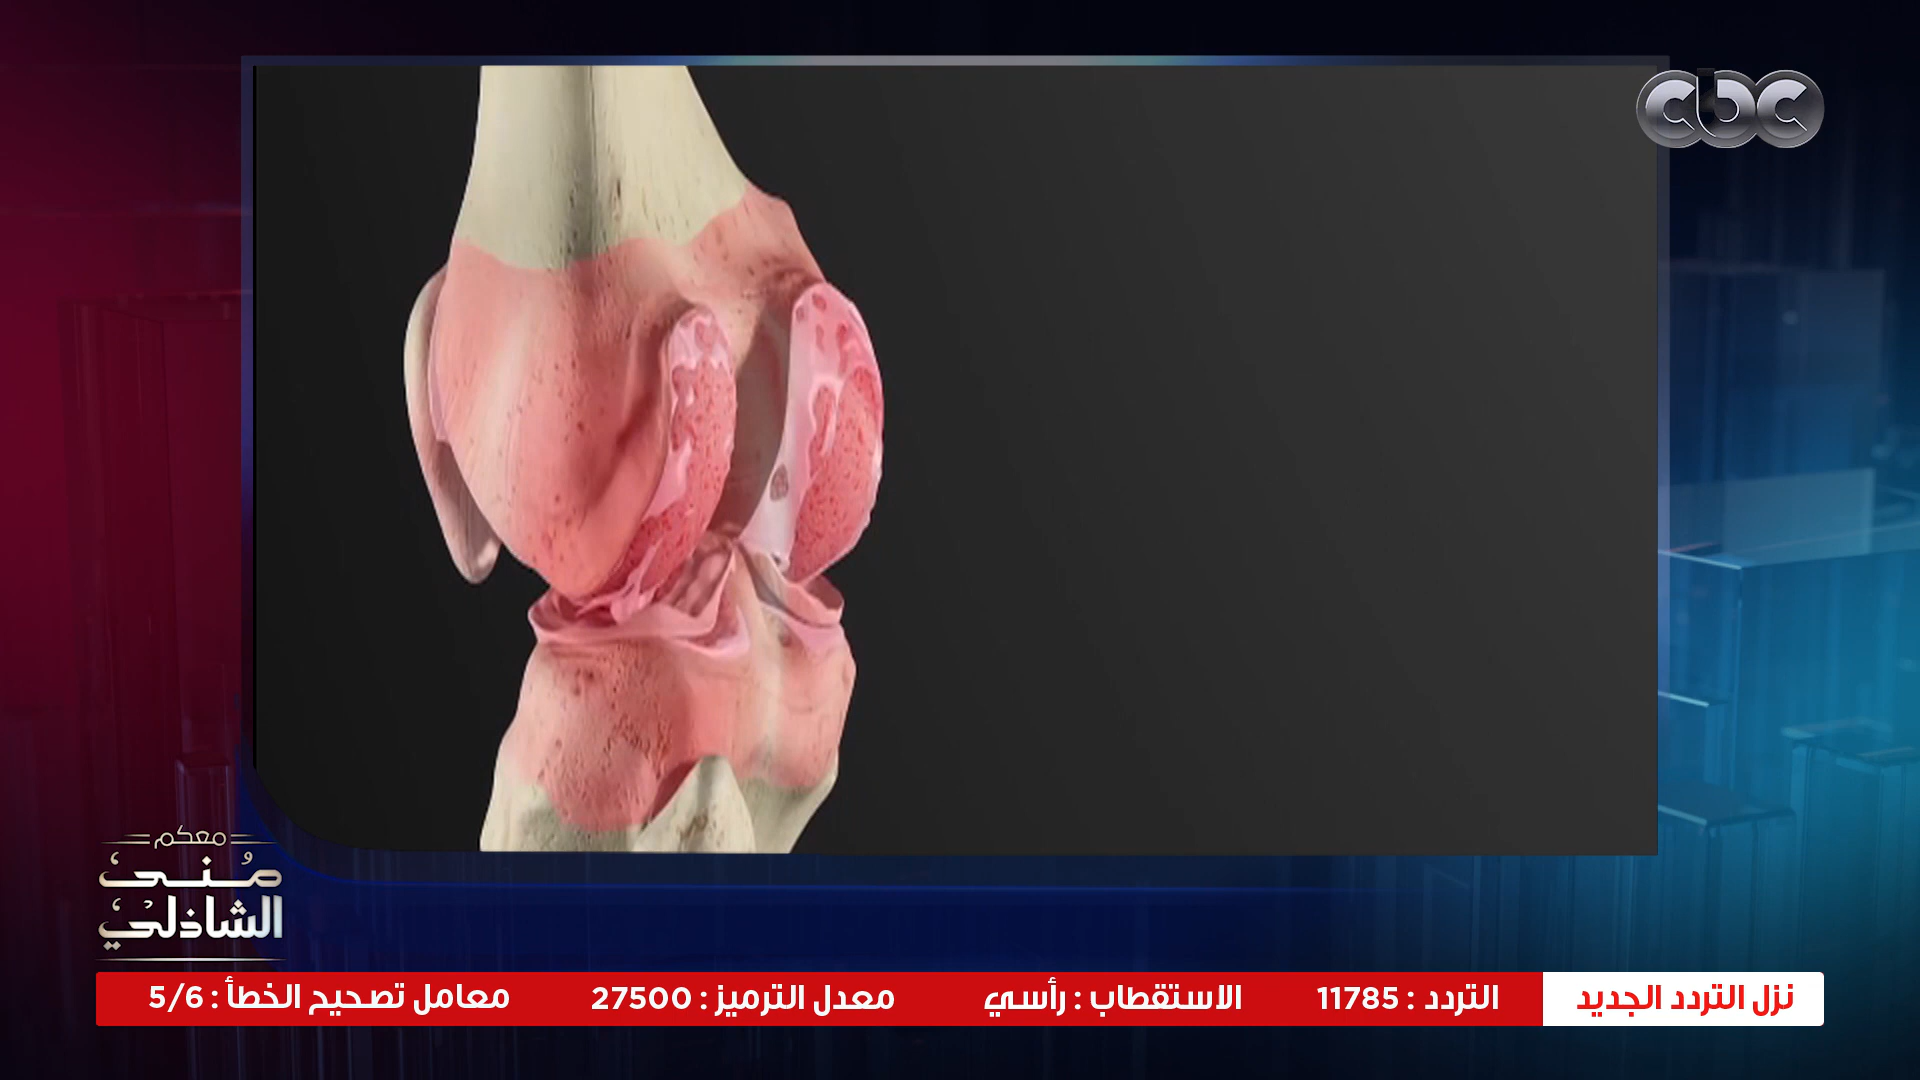 cbc
معكم
منى
الشاذلي
نزل التردد الجديد
التردد : 11785
الاستقطاب : رأسي
معدل الترميز : 27500
معامل تصحيح الخطأ : 5/6